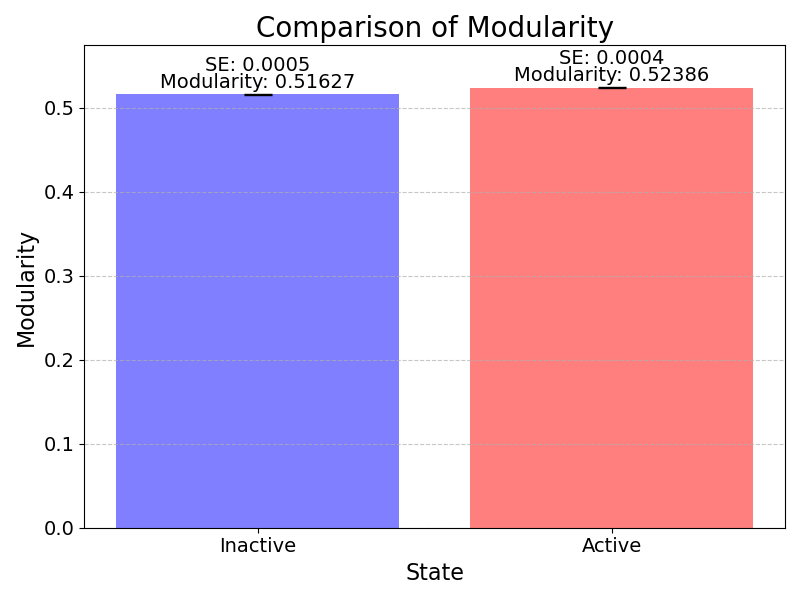 Comparison of Modularity
SE: 0.0005
Modularity: 0.51627
SE: 0.0004
Modularity: 0.52386
Modularity
0.5
0.4
0.3
0.2
0.1
0.0
Inactive
Active
State